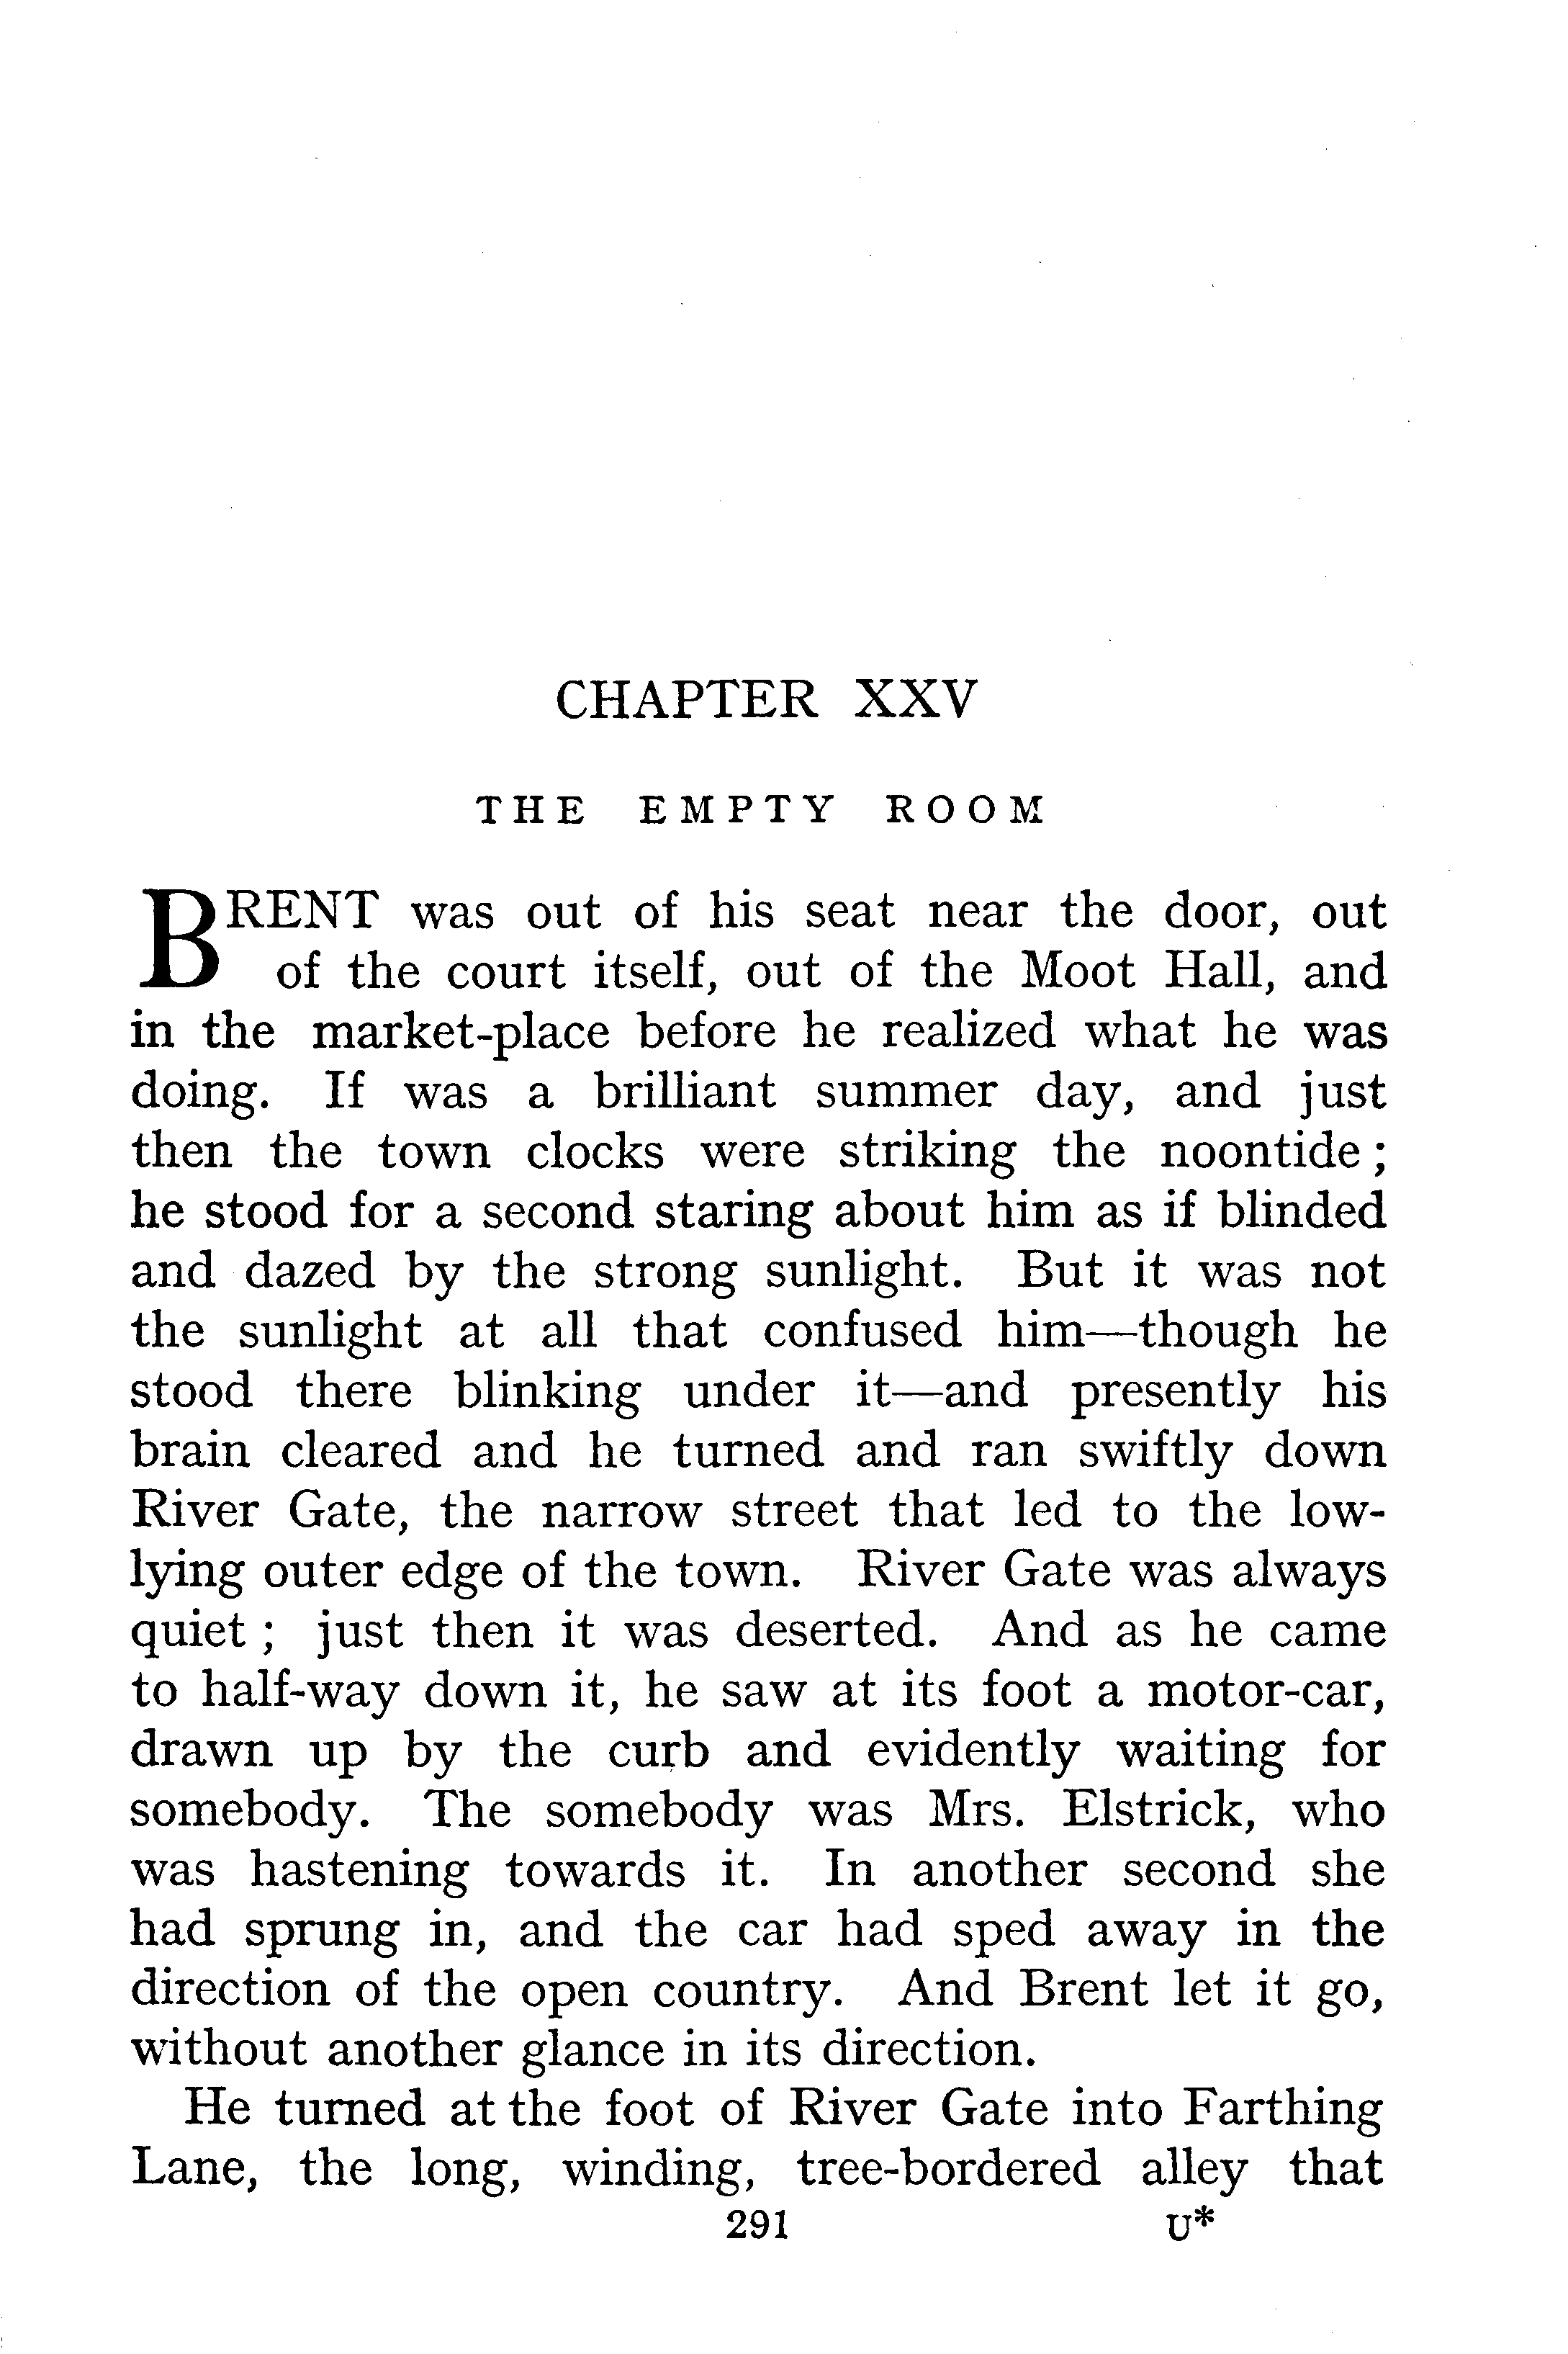 CHAPTER XXV
THE EMPTY ROOM
BRENT was out of his seat near the door, out
of the court itself, out of the Moot Hall, and
in the market-place before he realized what he was
doing. If was a brilliant summer day, and just
then the town clocks were striking the noontide ;
he stood for a second staring about him as if blinded
and dazed by the strong sunlight. But it was not
the sunlight at all that confused him—though he
stood there blinking under it—and presently his
brain cleared and he turned and ran swiftly down
River Gate, the narrow street that led to the low-
lying outer edge of the town. River Gate was always
quiet ; just then it was deserted. And as he came
to half-way down it, he saw at its foot a motor-car,
drawn up by the curb and evidently waiting for
somebody. The somebody was Mrs. Elstrick, who
was hastening towards it. In another second she
had sprung in, and the car had sped away in the
direction of the open country. And Brent let it go,
without another glance in its direction.
He turned at the foot of River Gate into Farthing
Lane, the long, winding, tree-bordered alley that
291 U*